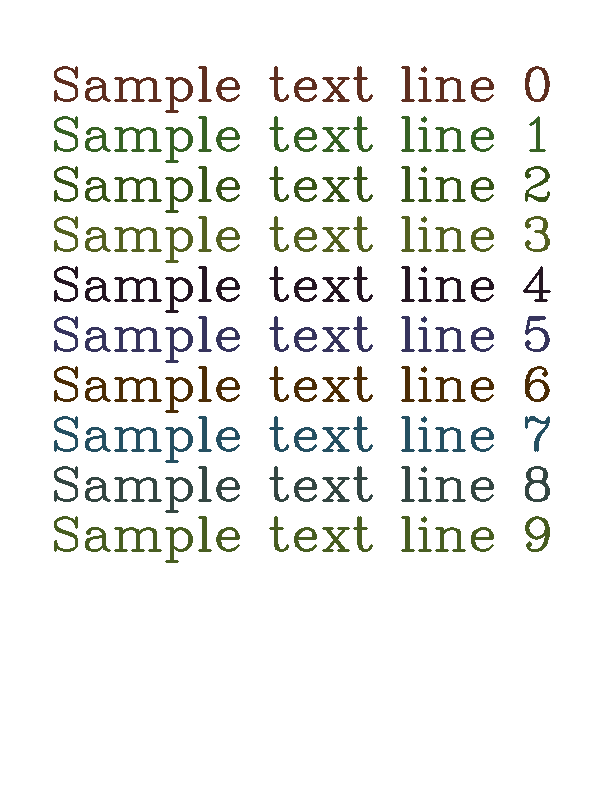 Sample text line 0
Sample text line 1
Sample text line 2
Sample text line 3
Sample text line 4
Sample text line 5
Sample text line 6
Sample text line 7
Sample text line 8
Sample text line 9